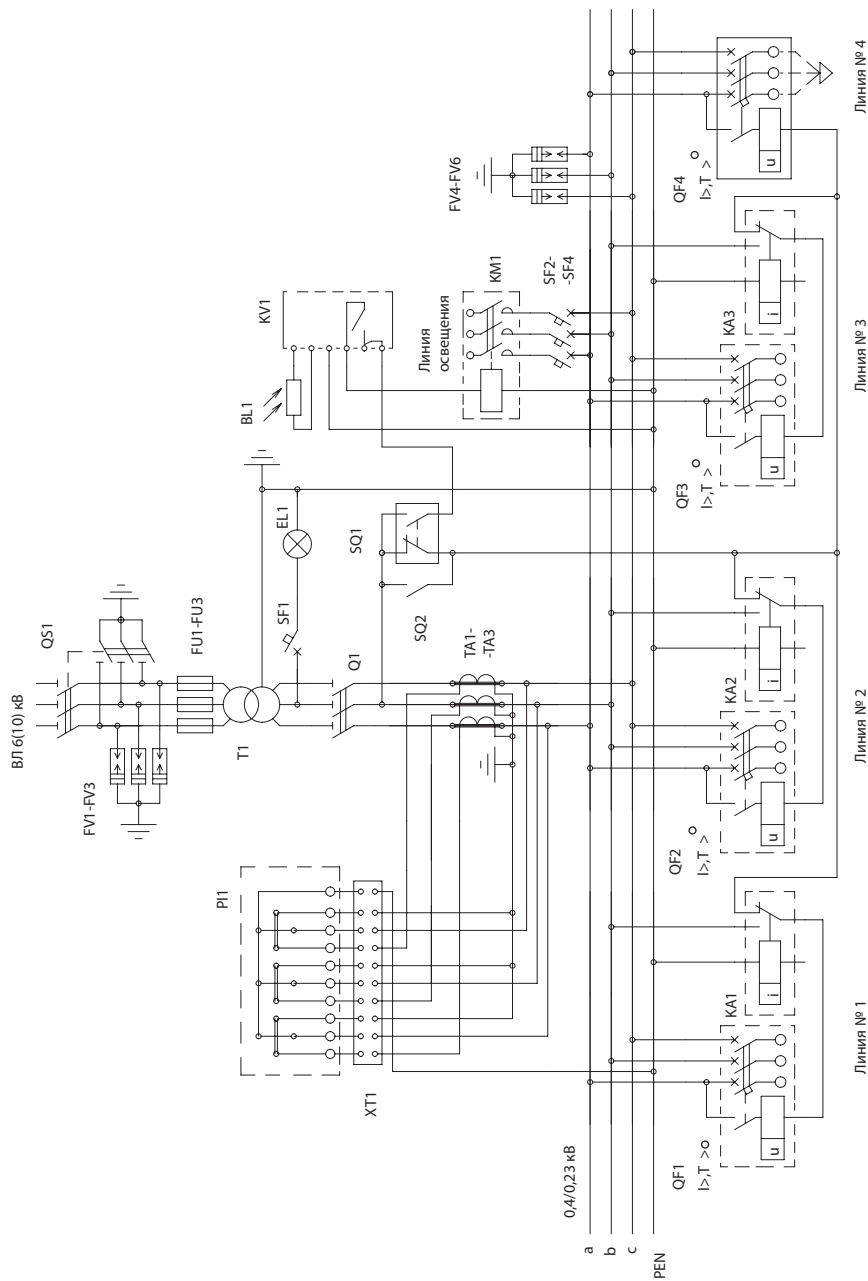 ВЛ 6(10) кВ
QS1
FV1-FV3
FU1-FU3
T1
SF1
EL1
Q1
PI1
XT1
TA1-
-TA3
SQ2
SQ1
BL1
KV1
Линия
освещения
KM1
SF2-
-SF4
FV4-FV6
0,4/0,23 кВ
a
b
c
PEN
QF1
I>,T >
u
KA1
i
Линия № 1
QF2
I>,T >
u
KA2
i
Линия № 2
QF3
I>,T >
u
KA3
i
Линия № 3
QF4
I>,T >
u
Линия № 4